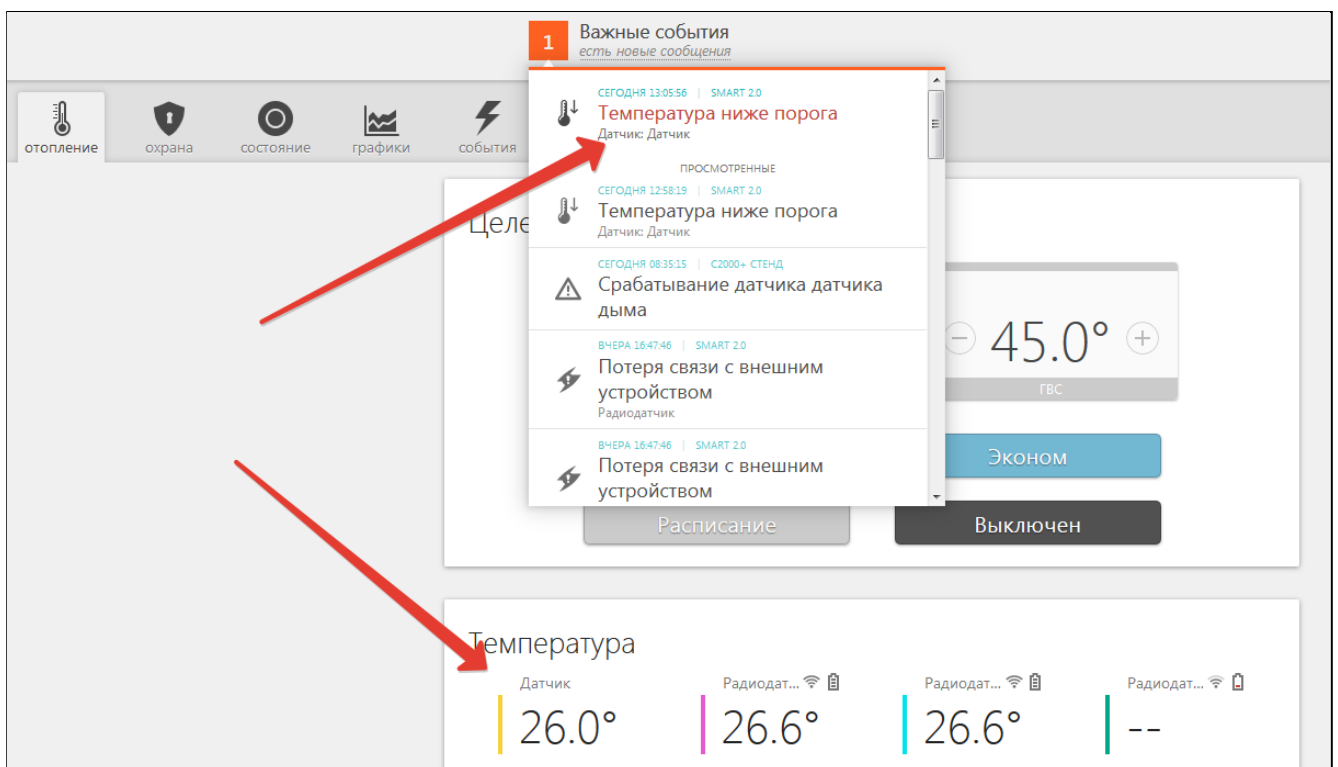 1
Важные события
есть новые сообщения
отопление
охрана
состояние
графики
события
СЕГОДНЯ 13:05:56 | SMART 2.0
Температура ниже порога
Датчик: Датчик
ПРОСМОТРЕННЫЕ
СЕГОДНЯ 12:58:19 | SMART 2.0
Температура ниже порога
Датчик: Датчик
СЕГОДНЯ 08:35:15 | С2000+ СТЕНД
Срабатывание датчика датчика
дыма
ВЧЕРА 16:47:46 | SMART 2.0
Потеря связи с внешним
устройством
Радиодатчик
ВЧЕРА 16:47:46 | SMART 2.0
Потеря связи с внешним
устройством
Целе
45.0°
ГВС
Эконом
Расписание
Выключен
Температура
Датчик
Радиодат...
Радиодат...
Радиодат...
26.0°
26.6°
26.6°
--